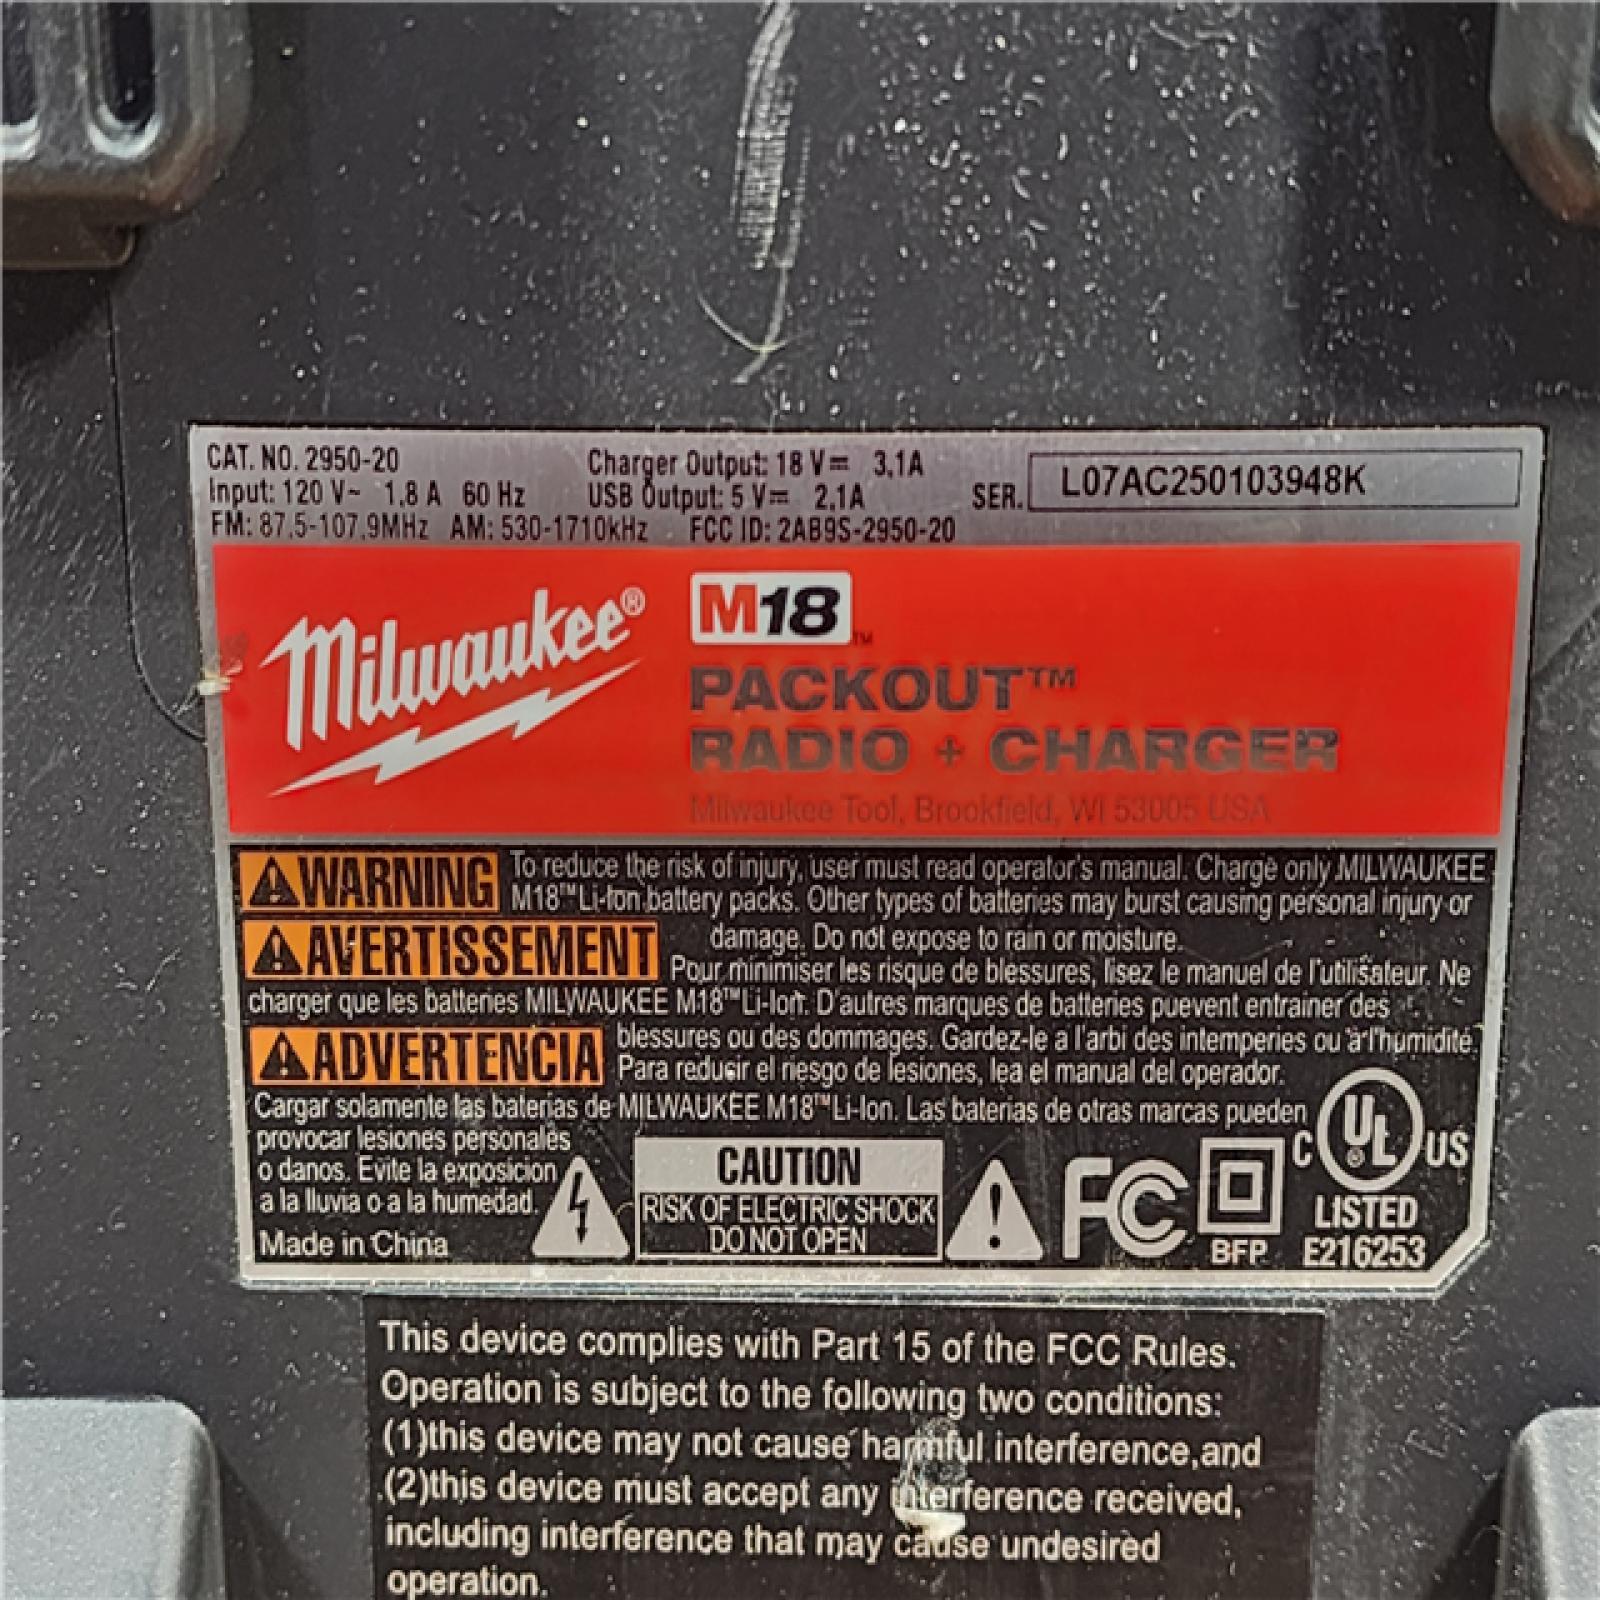 CAT. NO. 2950-20 Charger Output: 18 V⎓ 3.1A
Input: 120 V~ 1.8 A 60 Hz USB Output: 5 V⎓ 2.1A SER. L07AC250103948K
FM: 87.5-107.9MHz AM: 530-1710kHz FCC ID: 2AB9S-2950-20
Milwaukee®
M18™
PACKOUT™
RADIO + CHARGER
Milwaukee Tool, Brookfield, WI 53005 USA
⚠WARNING To reduce the risk of injury, user must read operator's manual. Charge only MILWAUKEE
M18™ Li-Ion battery packs. Other types of batteries may burst causing personal injury or
damage. Do not expose to rain or moisture.
⚠AVERTISSEMENT Pour minimiser les risque de blessures, lisez le manuel de l'utilisateur. Ne
charger que les batteries MILWAUKEE M18™ Li-Ion. D'autres marques de batteries puevent entrainer des
blessures ou des dommages. Gardez-le a l'arbi des intemperies ou à l'humidité.
⚠ADVERTENCIA Para reducir el riesgo de lesiones, lea el manual del operador.
Cargar solamente las baterias de MILWAUKEE M18™ Li-Ion. Las baterias de otras marcas pueden
provocar lesiones personales
o danos. Evite la exposicion
a la lluvia o a la humedad.
Made in China
CAUTION
RISK OF ELECTRIC SHOCK
DO NOT OPEN
FC
BFP
C UL® US
LISTED
E216253
This device complies with Part 15 of the FCC Rules.
Operation is subject to the following two conditions:
(1)this device may not cause harmful interference,and
(2)this device must accept any interference received,
including interference that may cause undesired
operation.